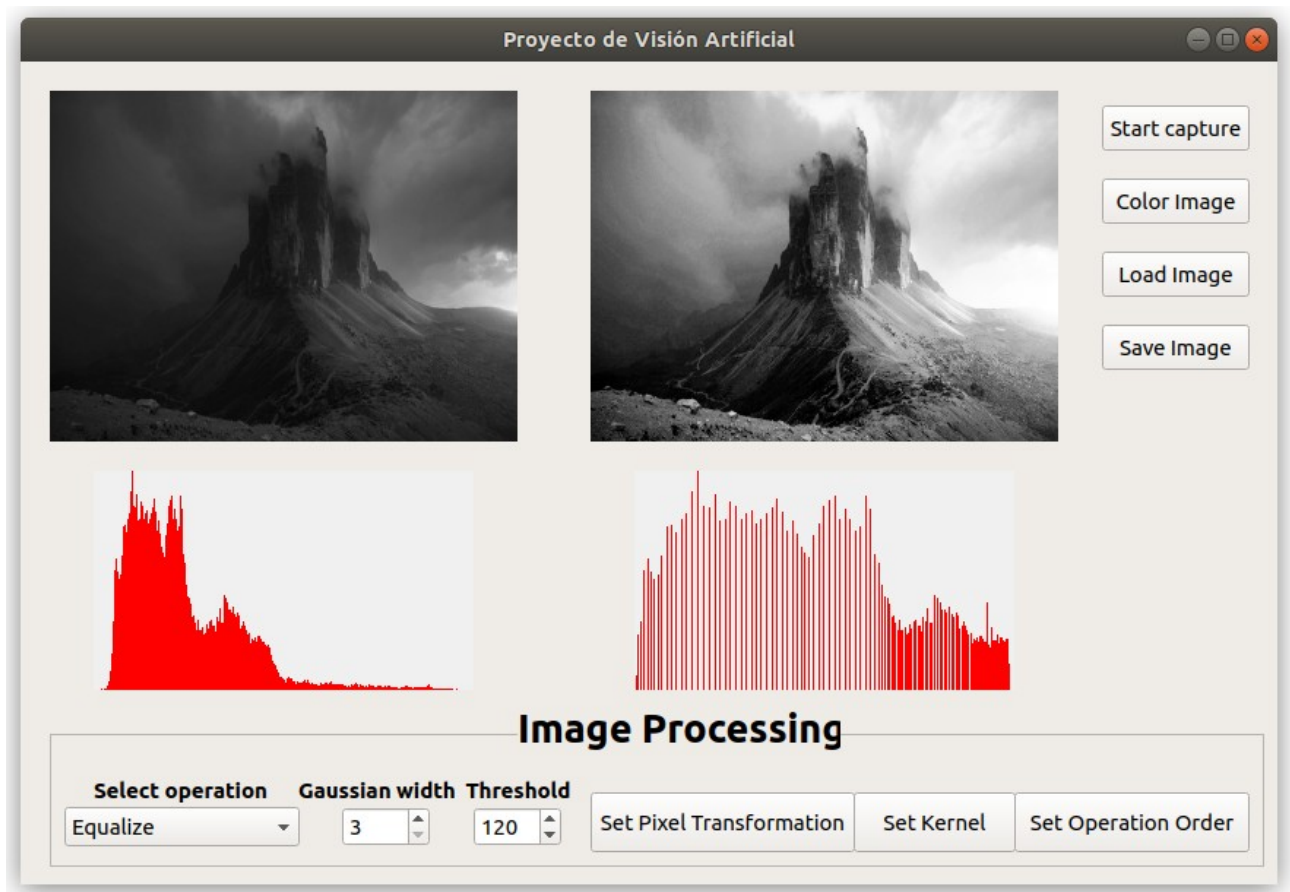 Proyecto de Visión Artificial
Start capture
Color Image
Load Image
Save Image
Image Processing
Select operation Gaussian width Threshold
Equalize 3 120 Set Pixel Transformation Set Kernel Set Operation Order